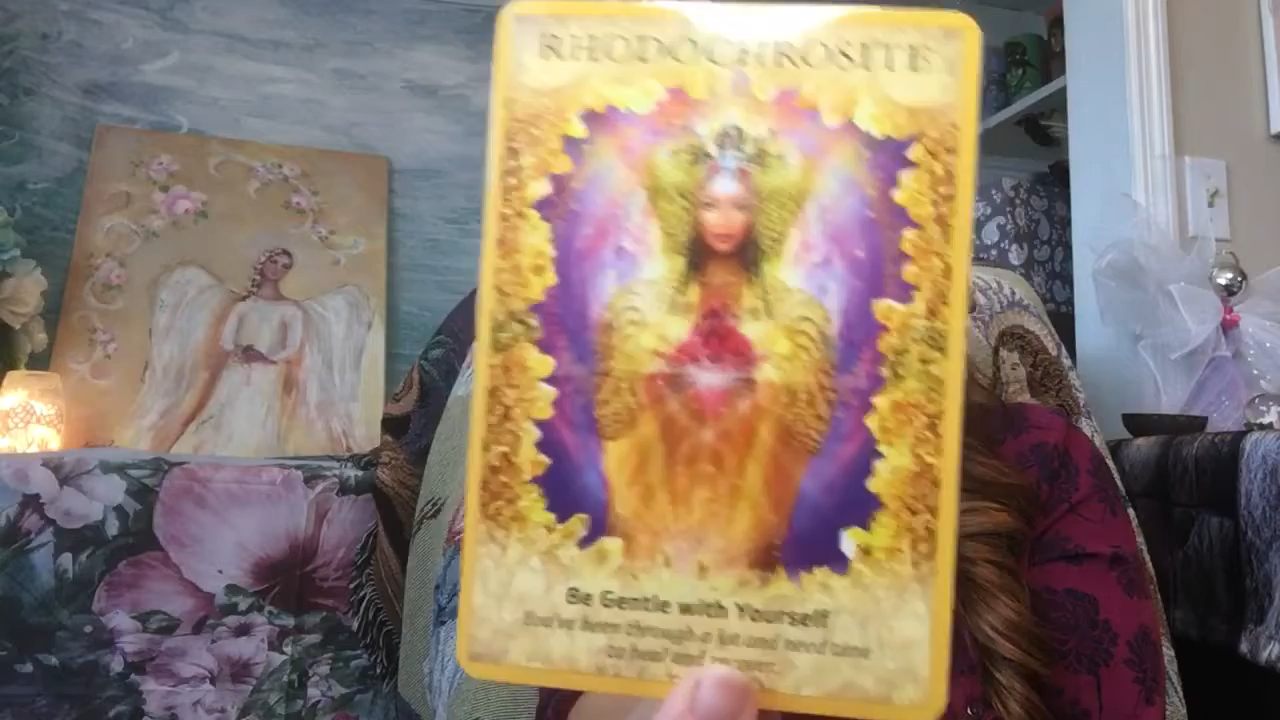 RHODOCHROSITE
Be Gentle with Yourself
You've been through a lot and need time
to heal and